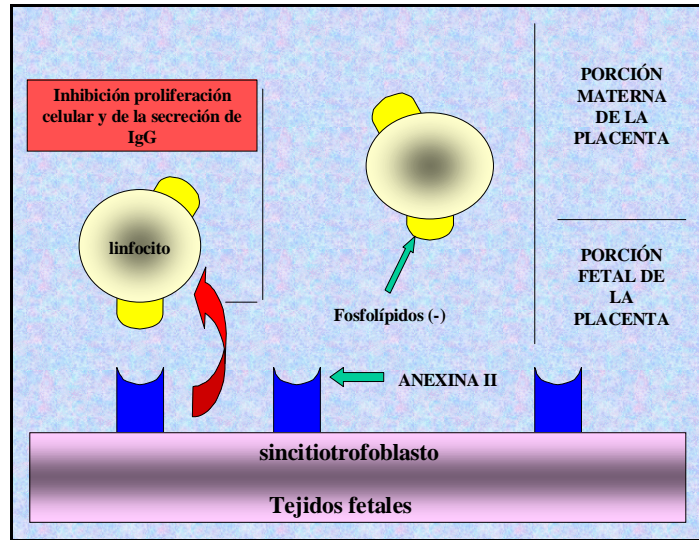 Inhibición proliferación
celular y de la secreción de
IgG
linfocito
Fosfolípidos (-)
PORCIÓN
MATERNA
DE LA
PLACENTA
PORCIÓN
FETAL DE
LA
PLACENTA
ANEXINA II
sincitiotrofoblasto
Tejidos fetales